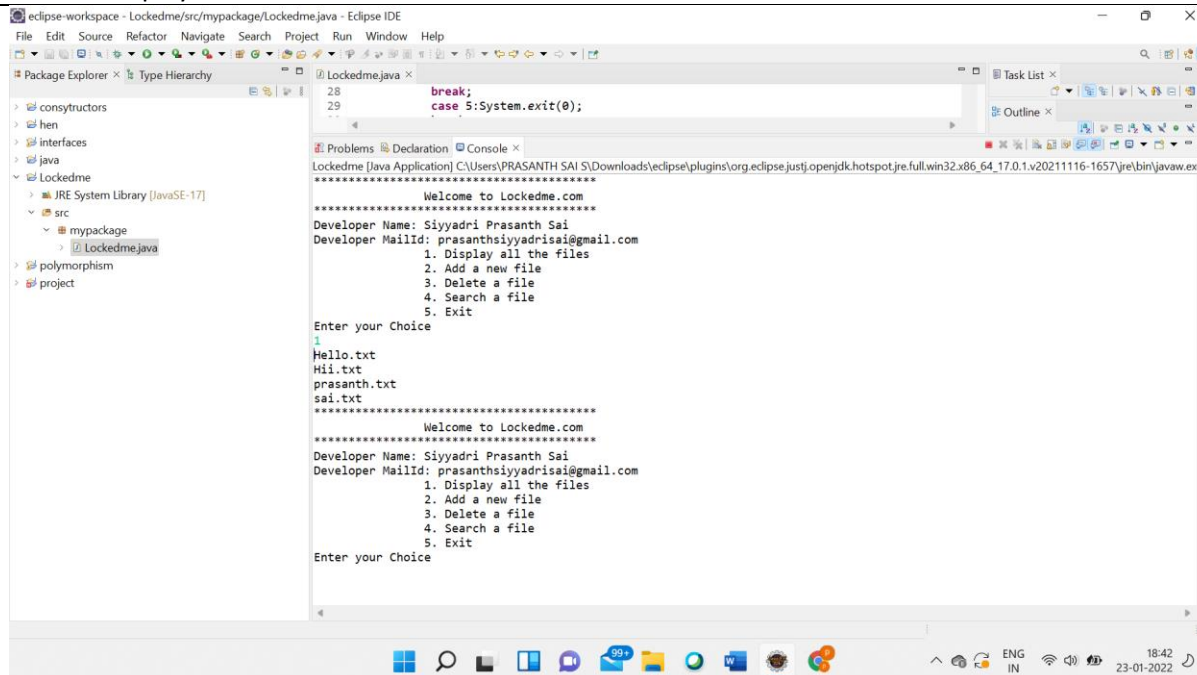 eclipse-workspace - Lockedme/src/mypackage/Lockedme.java - Eclipse IDE
File Edit Source Refactor Navigate Search Project Run Window Help
Package Explorer × Type Hierarchy
consytructors
hen
interfaces
java
Lockedme
JRE System Library [JavaSE-17]
src
mypackage
Lockedme.java
polymorphism
project
Lockedme.java ×
28 break;
29 case 5:System.exit(0);
Task List ×
Outline ×
Problems Declaration Console ×
Lockedme [Java Application] C:\Users\PRASANTH SAI S\Downloads\eclipse\plugins\org.eclipse.justj.openjdk.hotspot.jre.full.win32.x86_64_17.0.1.v20211116-1657\jre\bin\javaw.ex
*****************************************
Welcome to Lockedme.com
*****************************************
Developer Name: Siyyadri Prasanth Sai
Developer MailId: prasanthsiyyadrisai@gmail.com
1. Display all the files
2. Add a new file
3. Delete a file
4. Search a file
5. Exit
Enter your Choice
1
Hello.txt
Hii.txt
prasanth.txt
sai.txt
*****************************************
Welcome to Lockedme.com
*****************************************
Developer Name: Siyyadri Prasanth Sai
Developer MailId: prasanthsiyyadrisai@gmail.com
1. Display all the files
2. Add a new file
3. Delete a file
4. Search a file
5. Exit
Enter your Choice
99+
ENG
IN
18:42
23-01-2022